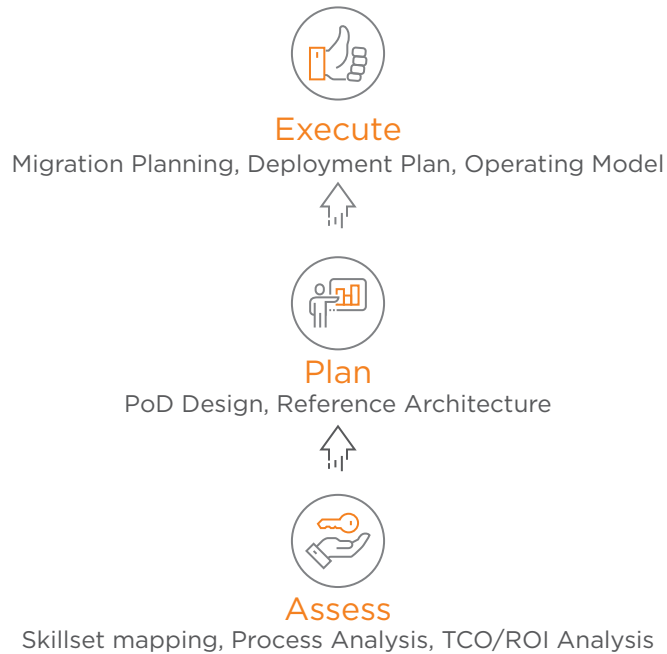 Execute
Migration Planning, Deployment Plan, Operating Model
Plan
PoD Design, Reference Architecture
Assess
Skillset mapping, Process Analysis, TCO/ROI Analysis